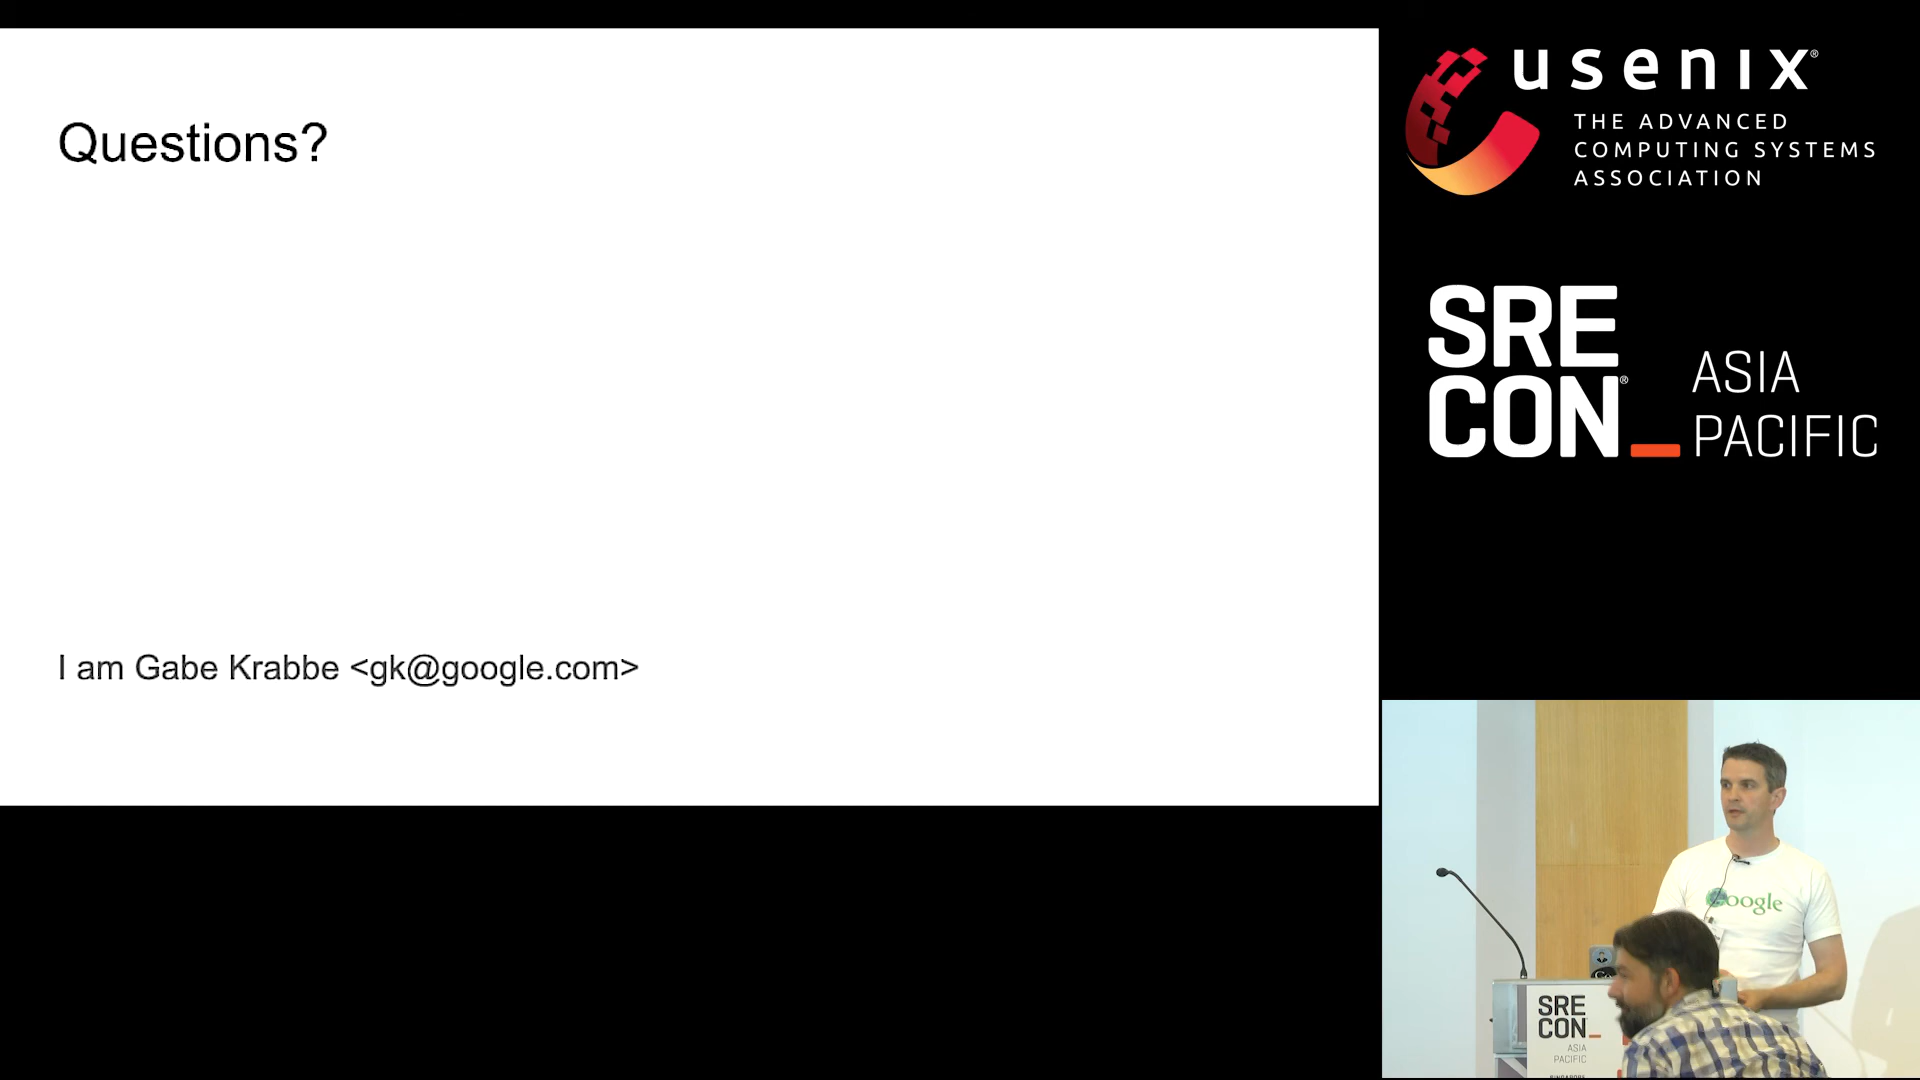 Questions?
I am Gabe Krabbe <gk@google.com>
usenix®
THE ADVANCED
COMPUTING SYSTEMS
ASSOCIATION
SRE
CON®_
ASIA
PACIFIC
Google
SRE
CON_
ASIA
PACIFIC